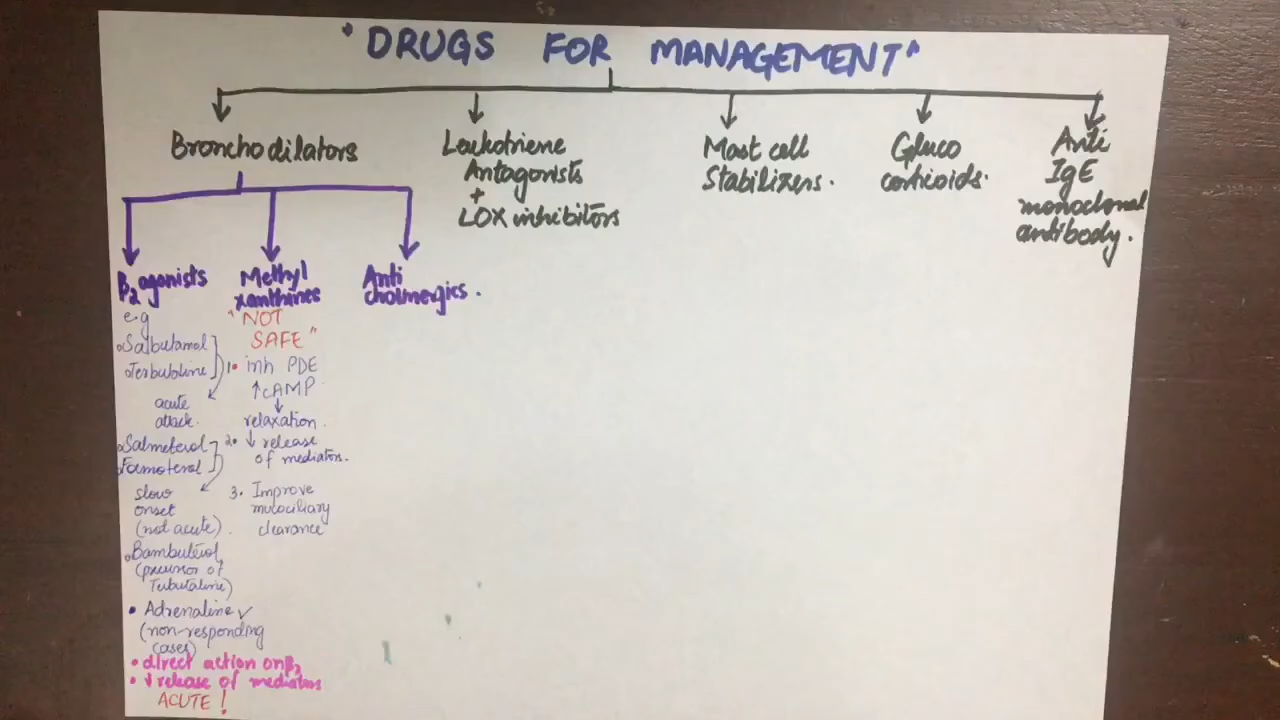 "DRUGS FOR MANAGEMENT"
Bronchodilators
Leukotriene
Antagonists
+
LOX inhibitors
Mast cell
Stabilizers.
Gluco
corticoids.
Anti
IgE
monoclonal
antibody.
β2 agonists
e.g
Salbutamol
Terbutaline
acute
attack.
Salmeterol
Formoterol
slow
onset
(not acute).
Bambuterol
(precursor of
Terbutaline)
• Adrenaline ✓
(non-responding
cases)
• direct action on β2
• ↓ release of mediators
ACUTE!
Methyl
xanthines
"NOT
SAFE"
1. inh PDE
↑cAMP
↓
relaxation.
2. ↓ release
of mediators.
3. Improve
mucociliary
clearance
Anti
cholinergics.